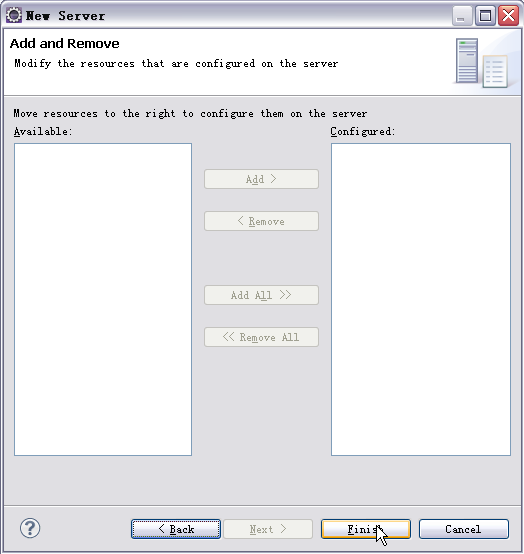 New Server
Add and Remove
Modify the resources that are configured on the server
Move resources to the right to configure them on the server
Available:
Configured:
Add >
< Remove
Add All >>
<< Remove All
?
< Back
Next >
Finish
Cancel